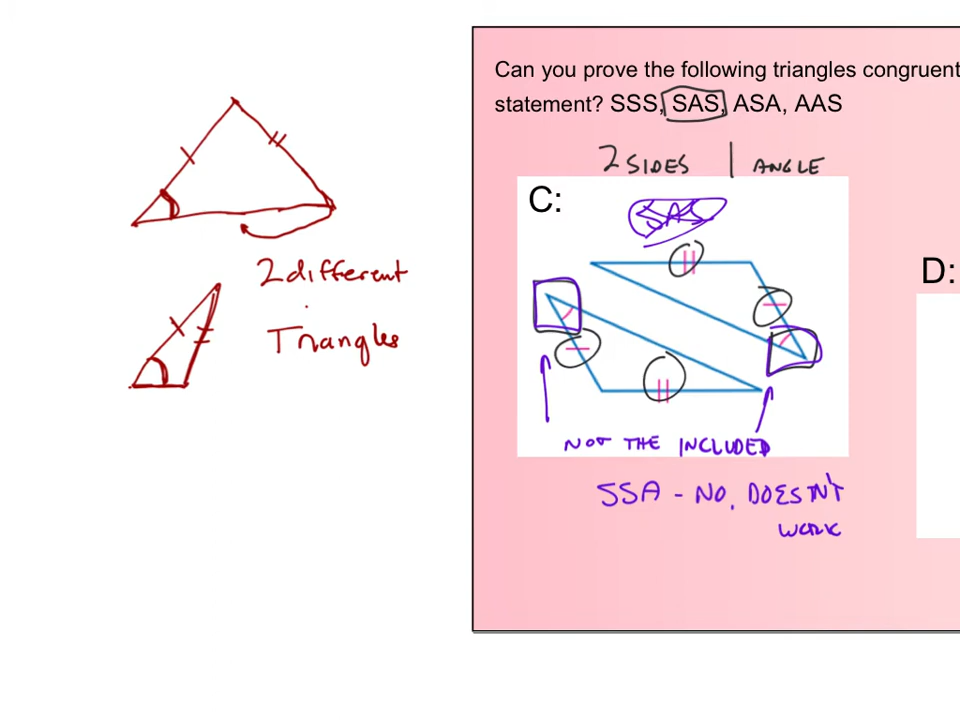 Can you prove the following triangles congruent
statement? SSS, SAS, ASA, AAS
2 SIDES 1 ANGLE
C:
SAS
D:
2 different
Triangles
NOT THE INCLUDED
SSA - NO, DOESN'T
WORK